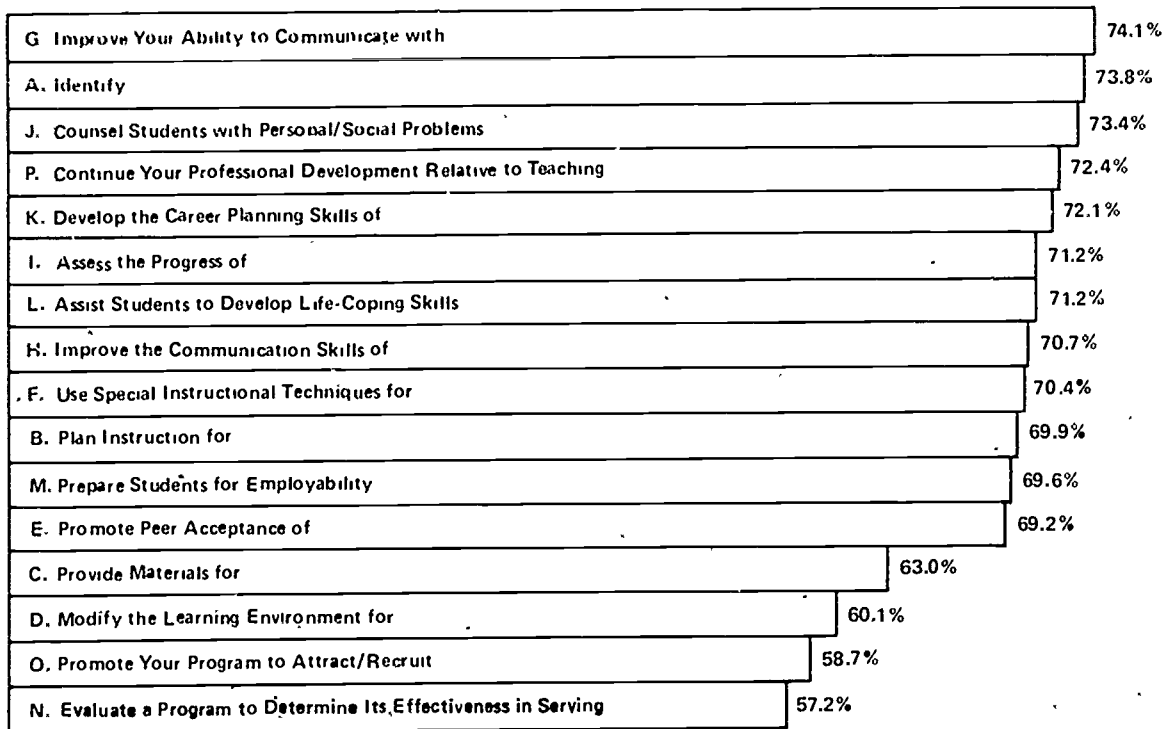 G Improve Your Ability to Communicate with 74.1%
A. Identify 73.8%
J. Counsel Students with Personal/Social Problems 73.4%
P. Continue Your Professional Development Relative to Teaching 72.4%
K. Develop the Career Planning Skills of 72.1%
I. Assess the Progress of 71.2%
L. Assist Students to Develop Life-Coping Skills 71.2%
H. Improve the Communication Skills of 70.7%
F. Use Special Instructional Techniques for 70.4%
B. Plan Instruction for 69.9%
M. Prepare Students for Employability 69.6%
E. Promote Peer Acceptance of 69.2%
C. Provide Materials for 63.0%
D. Modify the Learning Environment for 60.1%
O. Promote Your Program to Attract/Recruit 58.7%
N. Evaluate a Program to Determine Its Effectiveness in Serving 57.2%